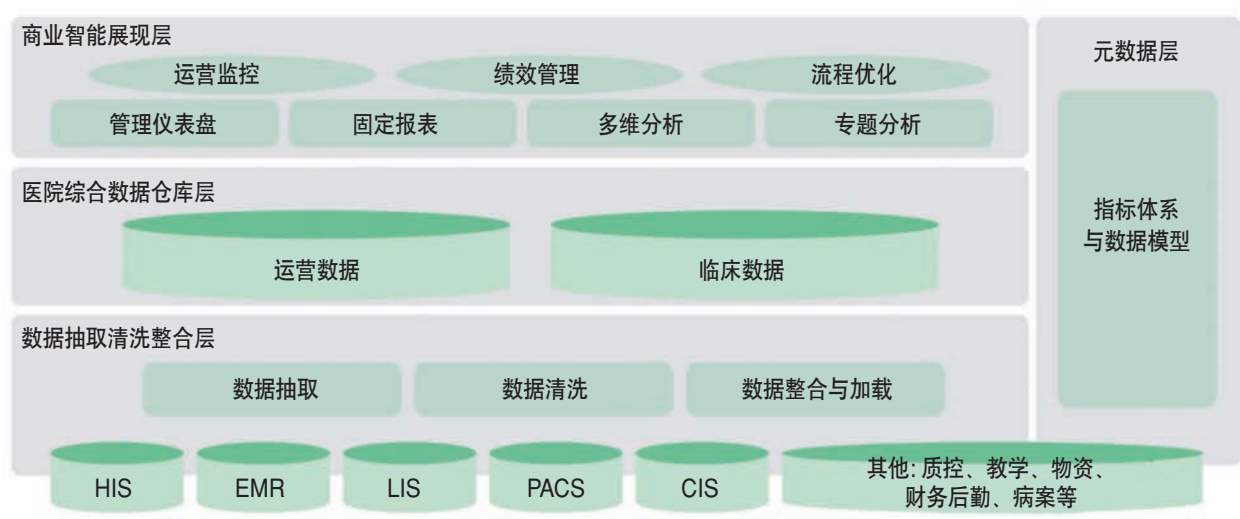 商业智能展现层
运营监控
绩效管理
流程优化
管理仪表盘
固定报表
多维分析
专题分析
医院综合数据仓库层
运营数据
临床数据
数据抽取清洗整合层
数据抽取
数据清洗
数据整合与加载
HIS
EMR
LIS
PACS
CIS
其他: 质控、教学、物资、
财务后勤、病案等
元数据层
指标体系
与数据模型